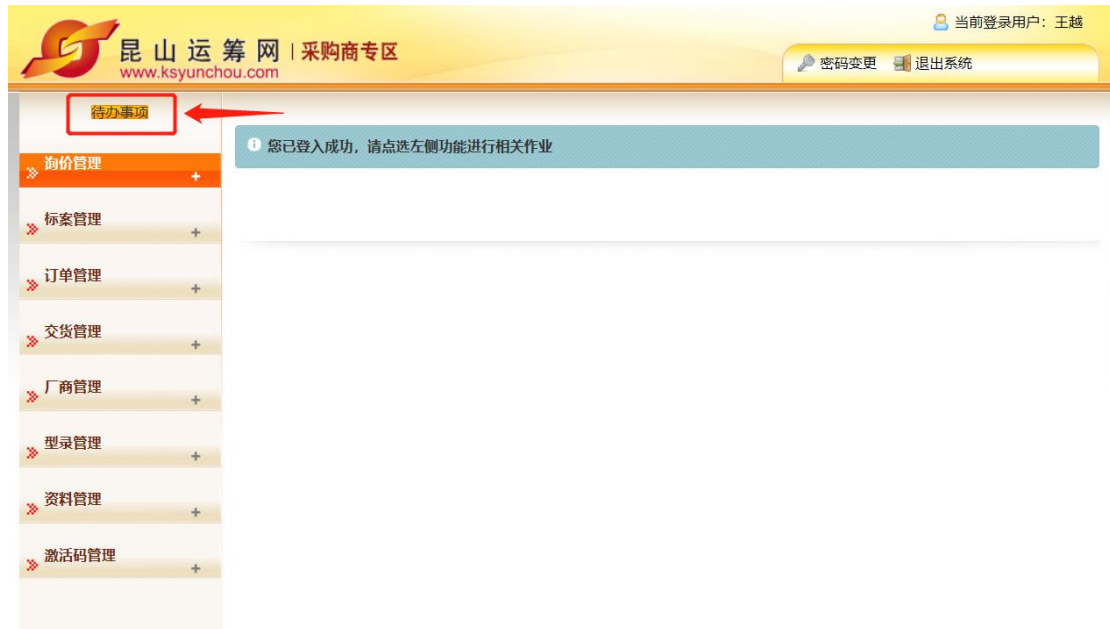 当前登录用户：王越
昆山运筹网
采购商专区
www.ksyunchou.com
密码变更
退出系统
待办事项
您已登入成功，请点选左侧功能进行相关作业
询价管理
标案管理
订单管理
交货管理
厂商管理
型录管理
资料管理
激活码管理